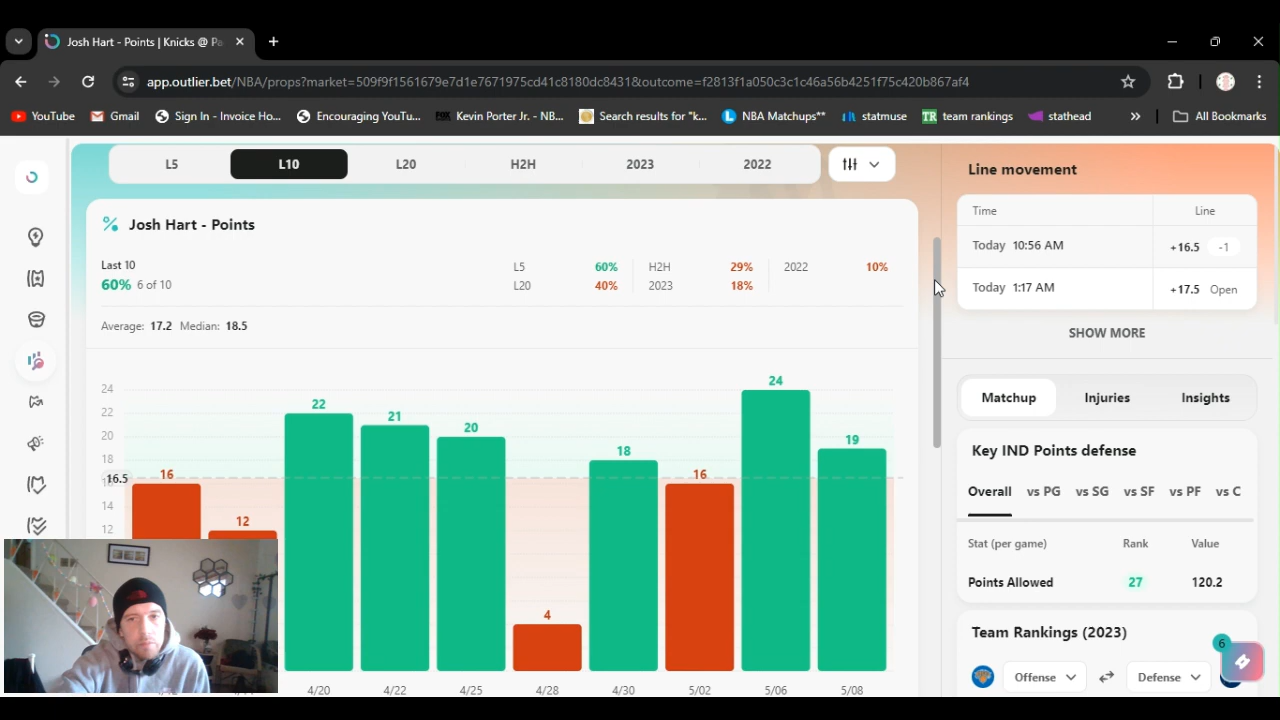 Josh Hart - Points | Knicks @ Pa
app.outlier.bet/NBA/props?market=509f9f1561679e7d1e7671975cd41c8180dc8431&outcome=f2813f1a050c3c1c46a56b4251f75c420b867af4
YouTube Gmail Sign In - Invoice Ho... Encouraging YouTu... Kevin Porter Jr. - NB... Search results for "k... NBA Matchups** statmuse team rankings stathead » All Bookmarks
L5 L10 L20 H2H 2023 2022
Josh Hart - Points
Last 10
60% 6 of 10
L5 60% H2H 29% 2022 10%
L20 40% 2023 18%
Average: 17.2 Median: 18.5
24
22
20
18
16.5
14
12
16 12 22 21 20 4 18 16 24 19
4/20 4/22 4/25 4/28 4/30 5/02 5/06 5/08
Line movement
Time Line
Today 10:56 AM +16.5 -1
Today 1:17 AM +17.5 Open
SHOW MORE
Matchup Injuries Insights
Key IND Points defense
Overall vs PG vs SG vs SF vs PF vs C
Stat (per game) Rank Value
Points Allowed 27 120.2
Team Rankings (2023)
6
Offense Defense